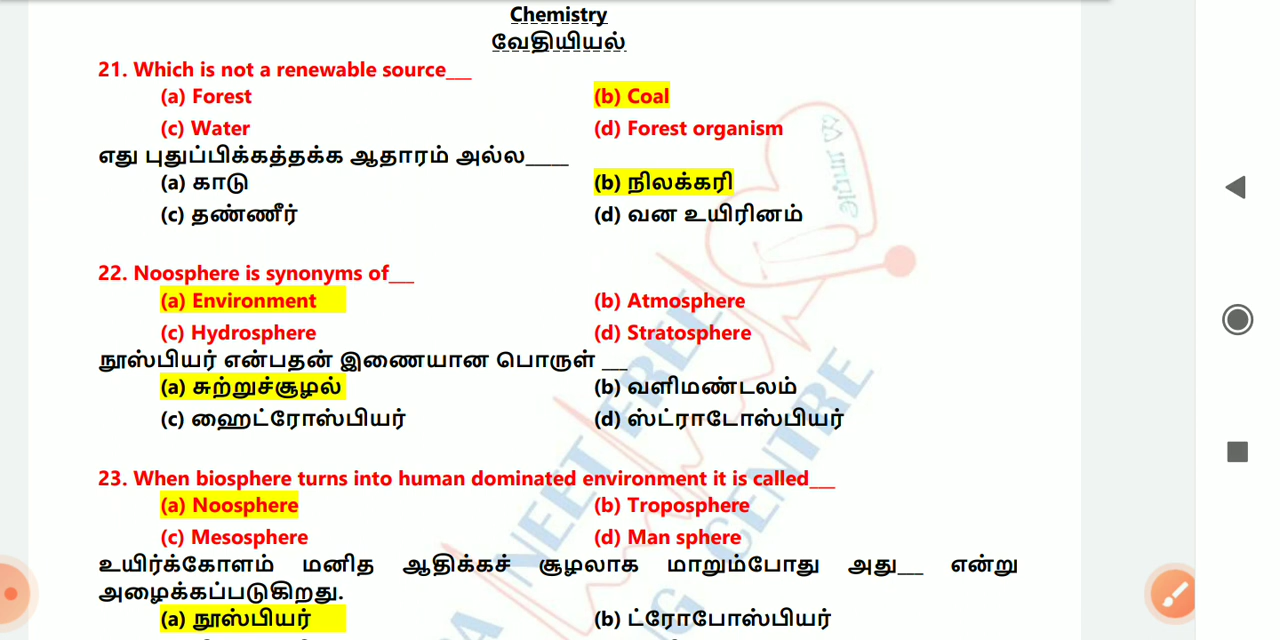 Chemistry
வேதியியல்
21. Which is not a renewable source___
(a) Forest (b) Coal
(c) Water (d) Forest organism
எது புதுப்பிக்கத்தக்க ஆதாரம் அல்ல____
(a) காடு (b) நிலக்கரி
(c) தண்ணீர் (d) வன உயிரினம்
22. Noosphere is synonyms of___
(a) Environment (b) Atmosphere
(c) Hydrosphere (d) Stratosphere
நூஸ்பியர் என்பதன் இணையான பொருள் ___
(a) சுற்றுச்சூழல் (b) வளிமண்டலம்
(c) ஹைட்ரோஸ்பியர் (d) ஸ்ட்ராடோஸ்பியர்
23. When biosphere turns into human dominated environment it is called___
(a) Noosphere (b) Troposphere
(c) Mesosphere (d) Man sphere
உயிர்க்கோளம் மனித ஆதிக்கச் சூழலாக மாறும்போது அது___ என்று
அழைக்கப்படுகிறது.
(a) நூஸ்பியர் (b) ட்ரோபோஸ்பியர்
NEET
CENTRE